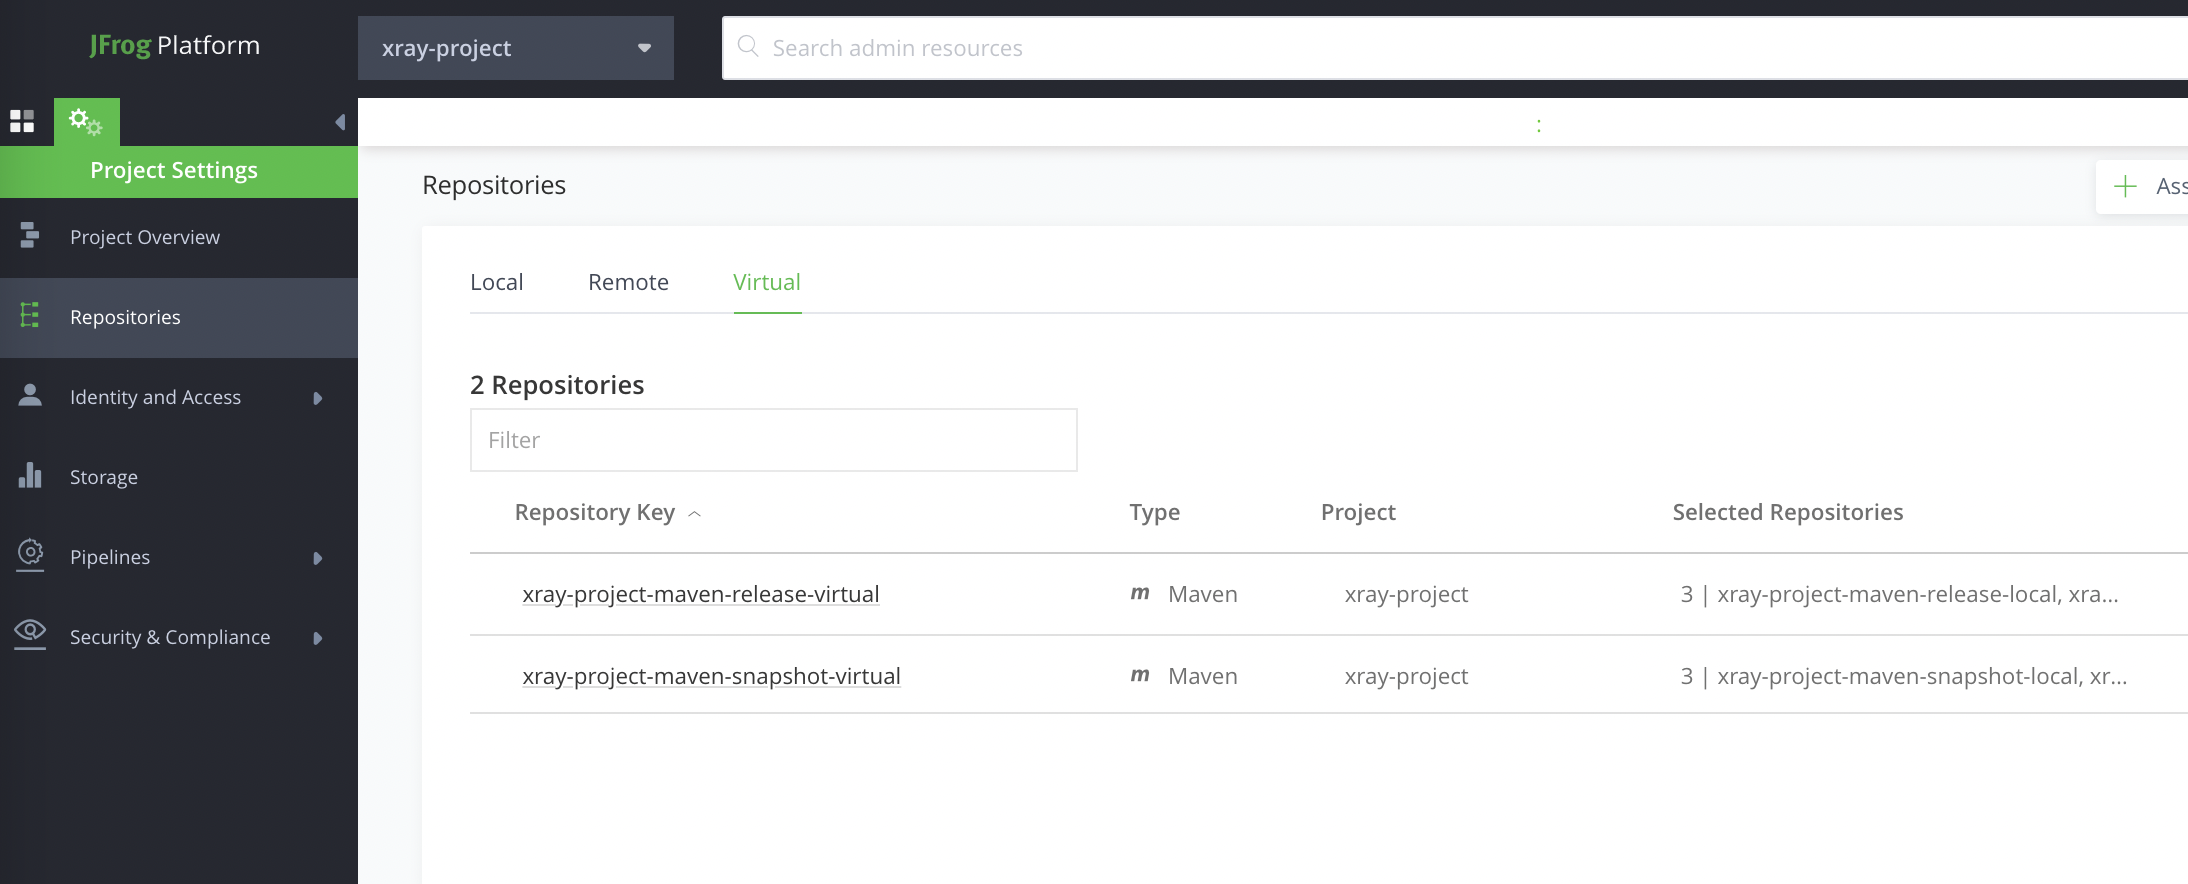 JFrog Platform
xray-project
Search admin resources
:
Project Settings
Project Overview
Repositories
Identity and Access
Storage
Pipelines
Security & Compliance
Repositories
Ass
Local Remote Virtual
2 Repositories
Filter
Repository Key Type Project Selected Repositories
xray-project-maven-release-virtual m Maven xray-project 3 | xray-project-maven-release-local, xra...
xray-project-maven-snapshot-virtual m Maven xray-project 3 | xray-project-maven-snapshot-local, xr...